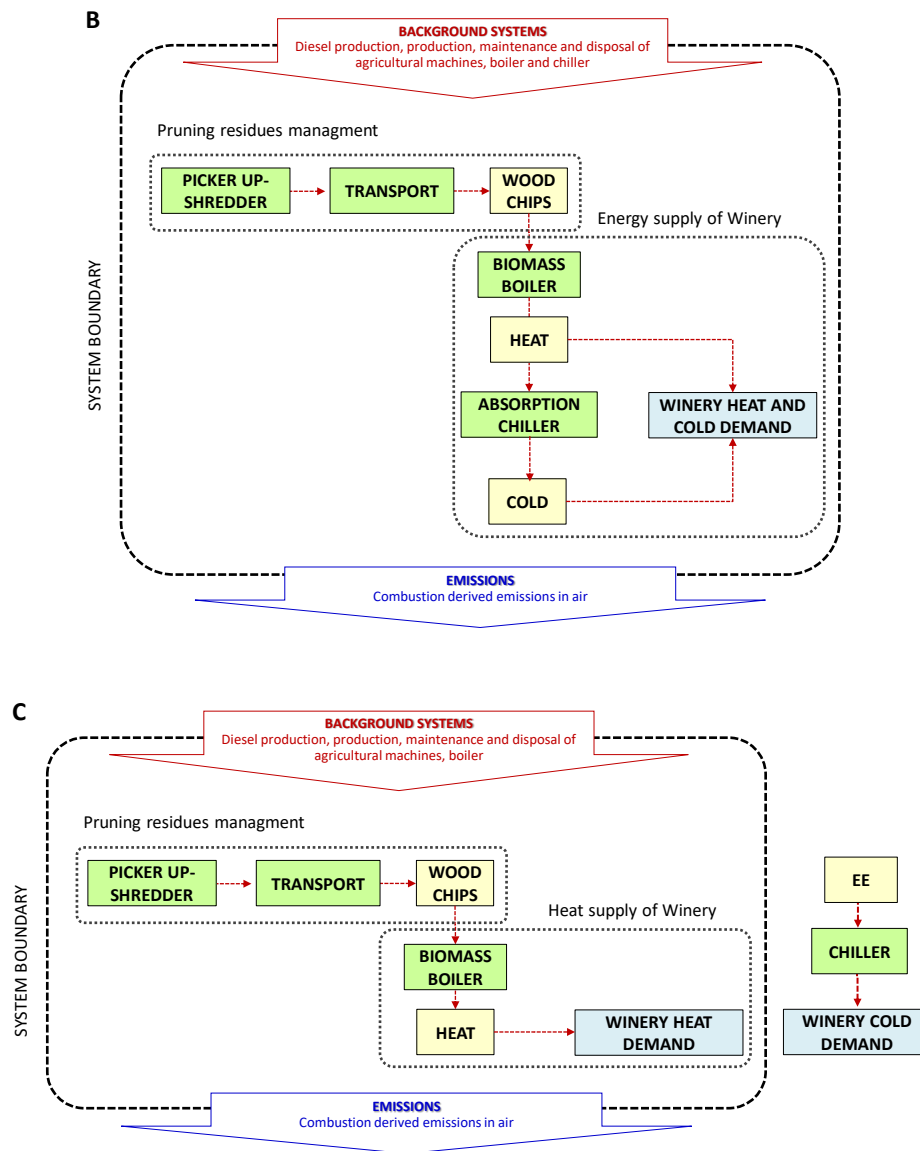 B
BACKGROUND SYSTEMS
Diesel production, production, maintenance and disposal of
agricultural machines, boiler and chiller
SYSTEM BOUNDARY
Pruning residues managment
PICKER UP-
SHREDDER
TRANSPORT
WOOD
CHIPS
Energy supply of Winery
BIOMASS
BOILER
HEAT
ABSORPTION
CHILLER
WINERY HEAT AND
COLD DEMAND
COLD
EMISSIONS
Combustion derived emissions in air
C
BACKGROUND SYSTEMS
Diesel production, production, maintenance and disposal of
agricultural machines, boiler
SYSTEM BOUNDARY
Pruning residues managment
PICKER UP-
SHREDDER
TRANSPORT
WOOD
CHIPS
Heat supply of Winery
BIOMASS
BOILER
HEAT
WINERY HEAT
DEMAND
EE
CHILLER
WINERY COLD
DEMAND
EMISSIONS
Combustion derived emissions in air